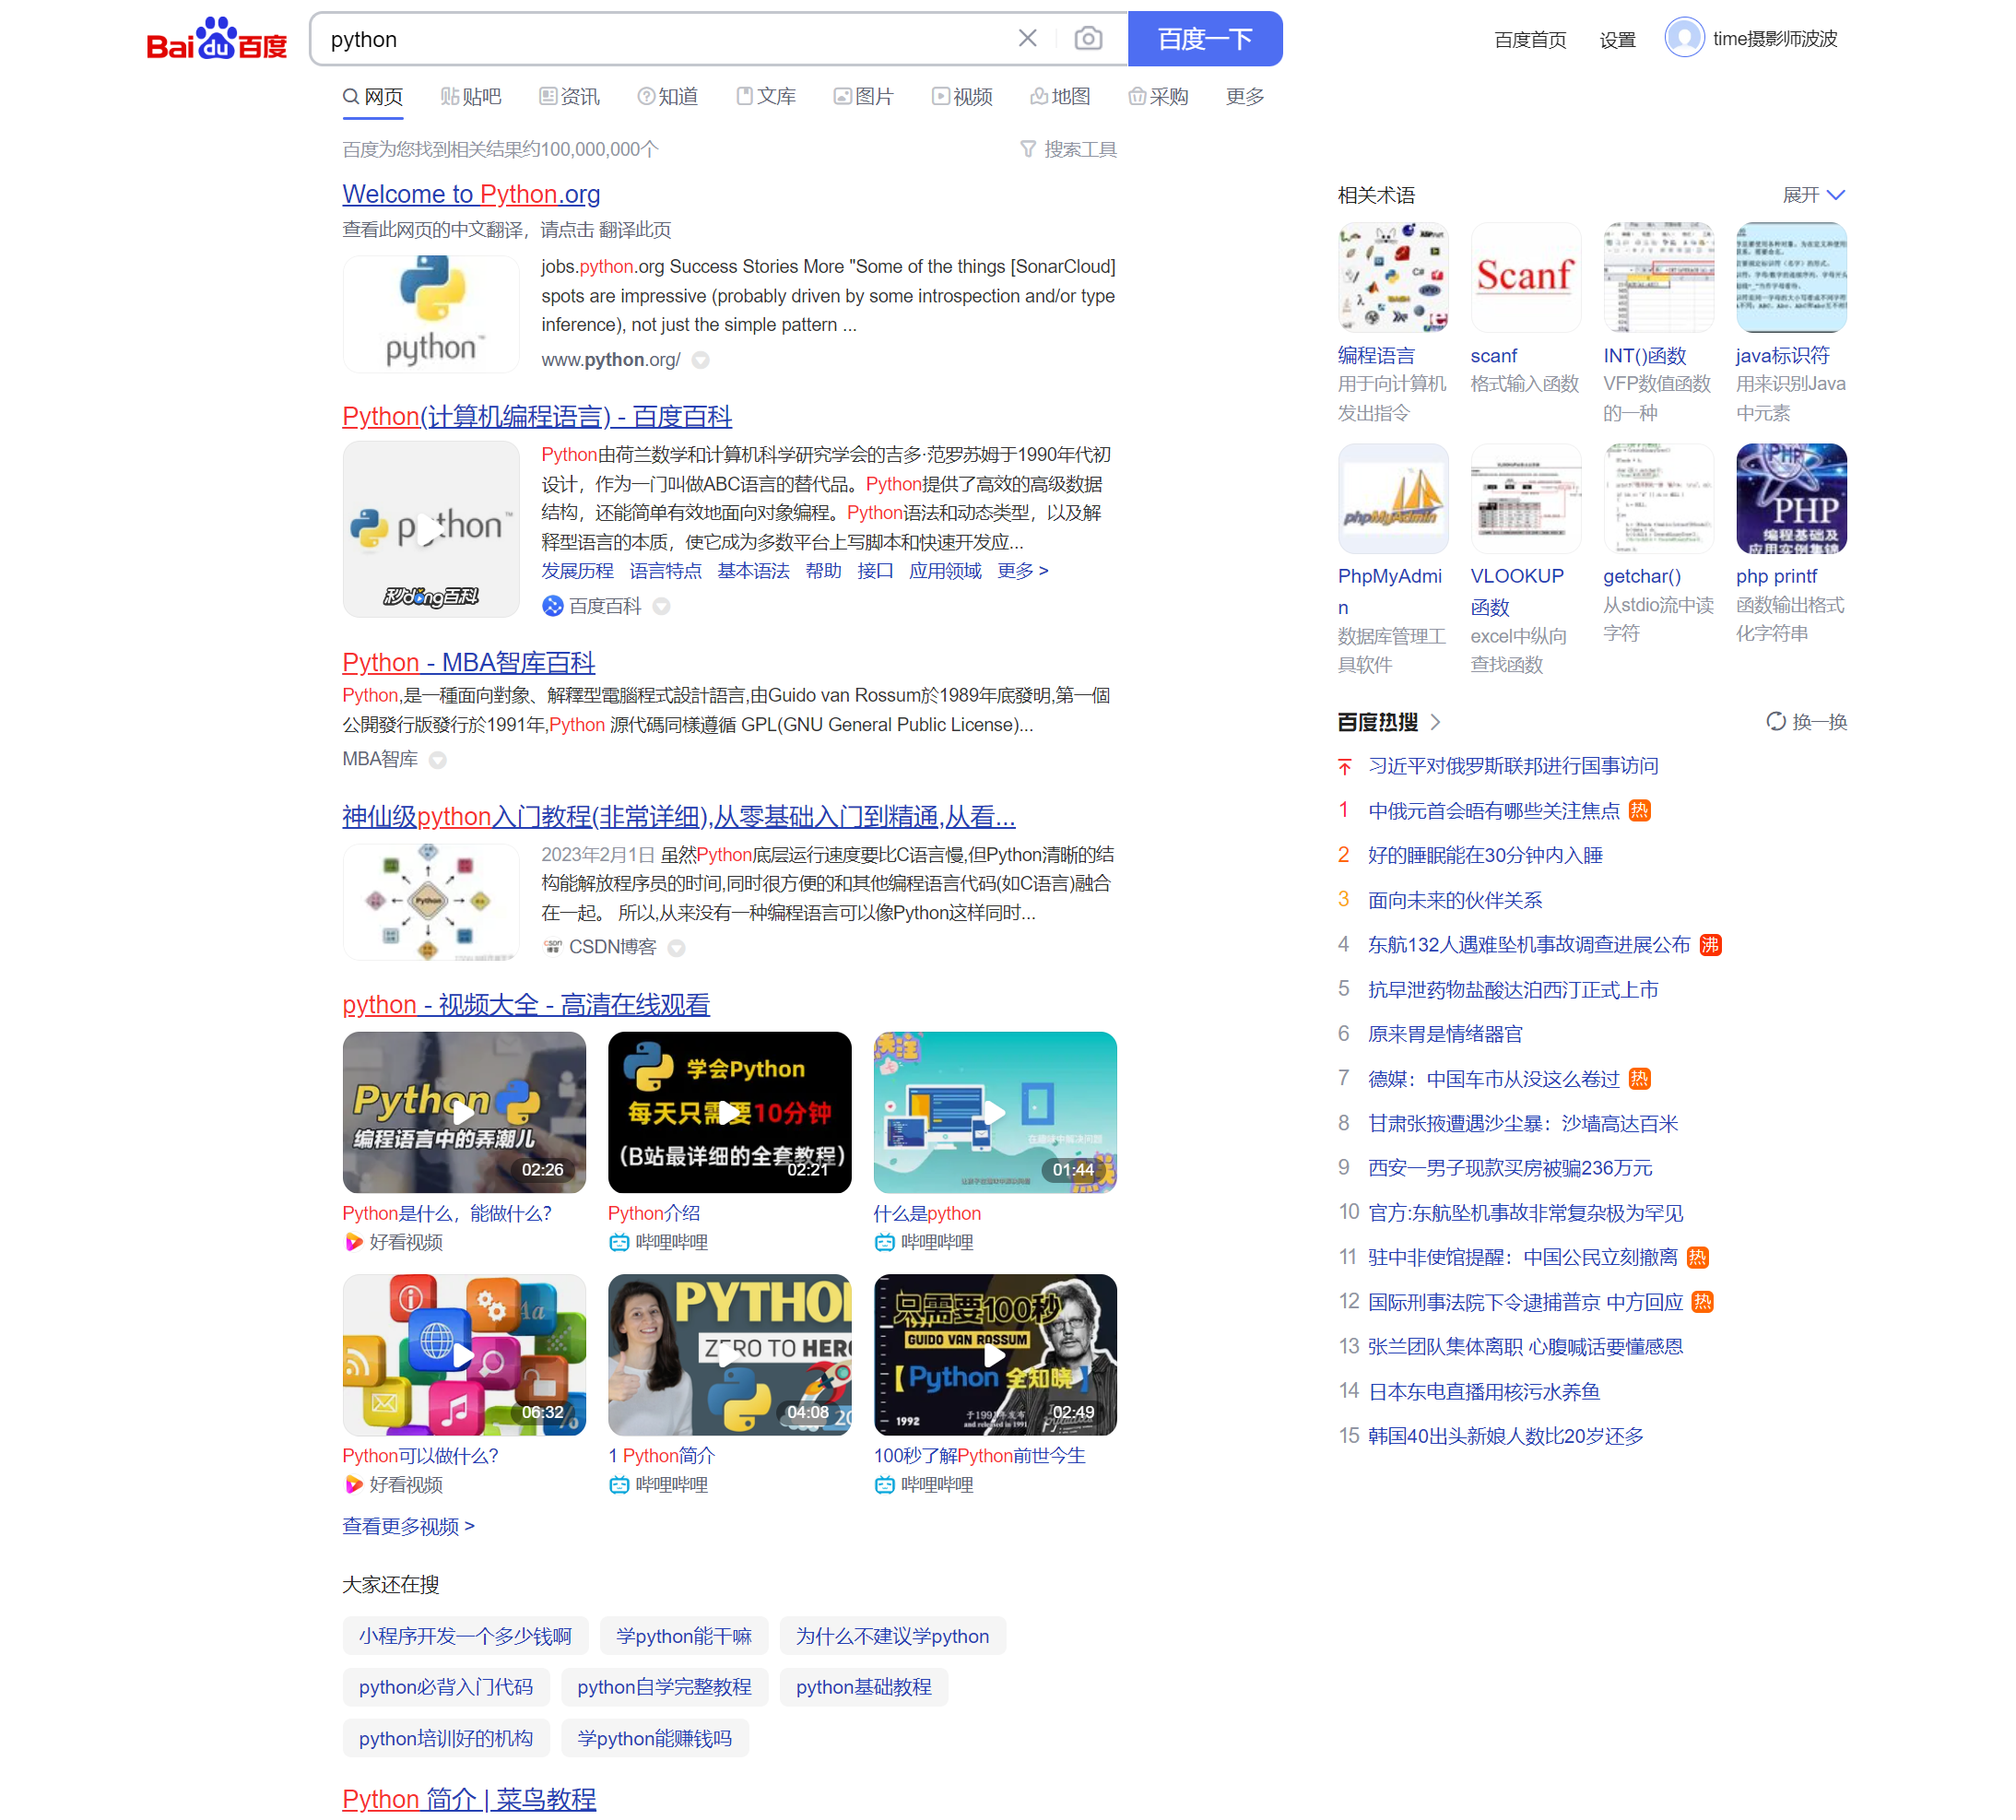 Baidu百度
python
百度一下
百度首页
设置
time摄影师波波
网页
贴吧
资讯
知道
文库
图片
视频
地图
采购
更多
百度为您找到相关结果约100,000,000个
搜索工具
Welcome to Python.org
查看此网页的中文翻译，请点击 翻译此页
python
jobs.python.org Success Stories More "Some of the things [SonarCloud]
spots are impressive (probably driven by some introspection and/or type
inference), not just the simple pattern ...
www.python.org/
Python(计算机编程语言) - 百度百科
python
秒dong百科
Python由荷兰数学和计算机科学研究学会的吉多·范罗苏姆于1990年代初
设计，作为一门叫做ABC语言的替代品。Python提供了高效的高级数据
结构，还能简单有效地面向对象编程。Python语法和动态类型，以及解
释型语言的本质，使它成为多数平台上写脚本和快速开发应...
发展历程 语言特点 基本语法 帮助 接口 应用领域 更多 >
百度百科
Python - MBA智库百科
Python,是一種面向對象、解釋型電腦程式設計語言,由Guido van Rossum於1989年底發明,第一個
公開發行版發行於1991年,Python 源代碼同樣遵循 GPL(GNU General Public License)...
MBA智库
神仙级python入门教程(非常详细),从零基础入门到精通,从看...
Python
2023年2月1日 虽然Python底层运行速度要比C语言慢,但Python清晰的结
构能解放程序员的时间,同时很方便的和其他编程语言代码(如C语言)融合
在一起。 所以,从来没有一种编程语言可以像Python这样同时...
CSDN博客
python - 视频大全 - 高清在线观看
Python
编程语言中的弄潮儿
02:26
学会Python
每天只需要10分钟
(B站最详细的全套教程)
02:21
01:44
Python是什么，能做什么?
好看视频
Python介绍
哔哩哔哩
什么是python
哔哩哔哩
06:32
PYTHON
ZERO TO HERO
04:08
只需要100秒
GUIDO VAN ROSSUM
【Python 全知晓】
1992
02:49
Python可以做什么?
好看视频
1 Python简介
哔哩哔哩
100秒了解Python前世今生
哔哩哔哩
查看更多视频 >
大家还在搜
小程序开发一个多少钱啊
学python能干嘛
为什么不建议学python
python必背入门代码
python自学完整教程
python基础教程
python培训好的机构
学python能赚钱吗
Python 简介 | 菜鸟教程
相关术语
展开
Scanf
编程语言
用于向计算机
发出指令
scanf
格式输入函数
INT()函数
VFP数值函数
的一种
java标识符
用来识别Java
中元素
phpMyAdmin
PHP
编程基础及
应用实例集锦
PhpMyAdmi
n
数据库管理工
具软件
VLOOKUP
函数
excel中纵向
查找函数
getchar()
从stdio流中读
字符
php printf
函数输出格式
化字符串
百度热搜
换一换
习近平对俄罗斯联邦进行国事访问
1 中俄元首会晤有哪些关注焦点 热
2 好的睡眠能在30分钟内入睡
3 面向未来的伙伴关系
4 东航132人遇难坠机事故调查进展公布 沸
5 抗早泄药物盐酸达泊西汀正式上市
6 原来胃是情绪器官
7 德媒：中国车市从没这么卷过 热
8 甘肃张掖遭遇沙尘暴：沙墙高达百米
9 西安一男子现款买房被骗236万元
10 官方:东航坠机事故非常复杂极为罕见
11 驻中非使馆提醒：中国公民立刻撤离 热
12 国际刑事法院下令逮捕普京 中方回应 热
13 张兰团队集体离职 心腹喊话要懂感恩
14 日本东电直播用核污水养鱼
15 韩国40出头新娘人数比20岁还多